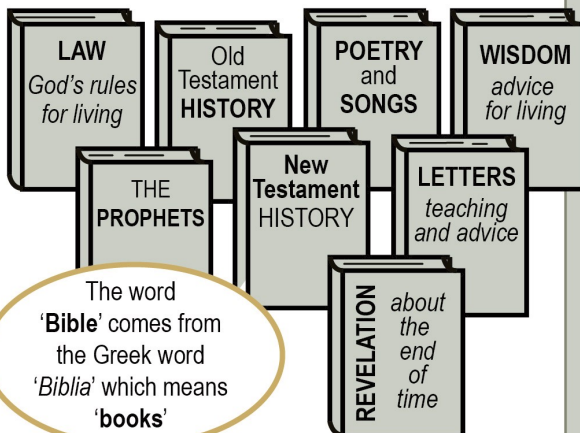 LAW
God's rules
for living
Old
Testament
HISTORY
POETRY
and
SONGS
WISDOM
advice
for living
THE
PROPHETS
New
Testament
HISTORY
LETTERS
teaching
and advice
REVELATION
about
the
end
of
time
The word
'Bible' comes from
the Greek word
'Biblia' which means
'books'